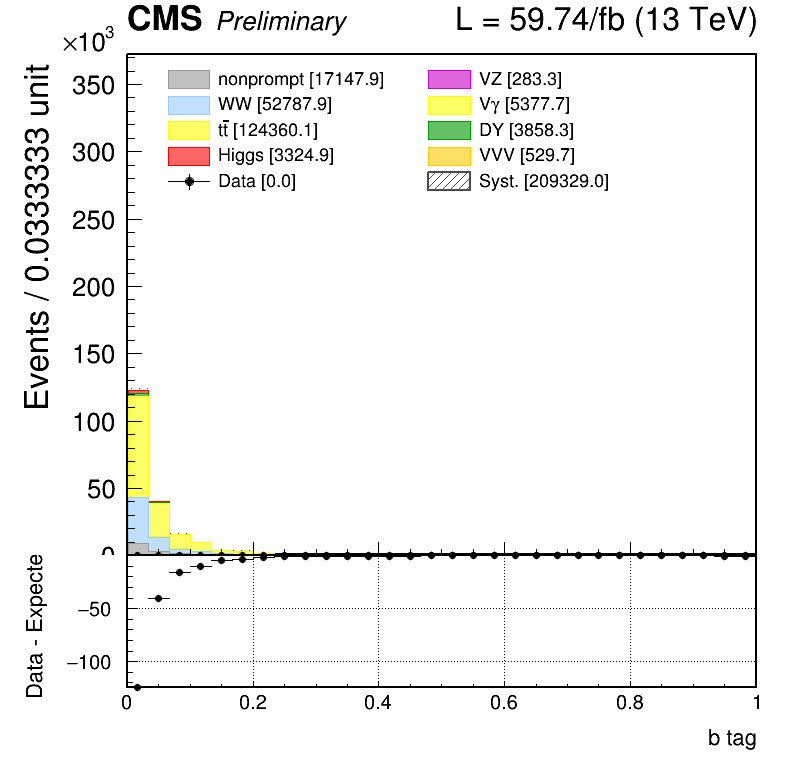 CMS Preliminary L = 59.74/fb (13 TeV)
×10³
Events / 0.0333333 unit
350
300
250
200
150
100
50
0
nonprompt [17147.9]
WW [52787.9]
tt̅ [124360.1]
Higgs [3324.9]
Data [0.0]
VZ [283.3]
Vγ [5377.7]
DY [3858.3]
VVV [529.7]
Syst. [209329.0]
Data - Expecte
−50
−100
0 0.2 0.4 0.6 0.8 1
b tag